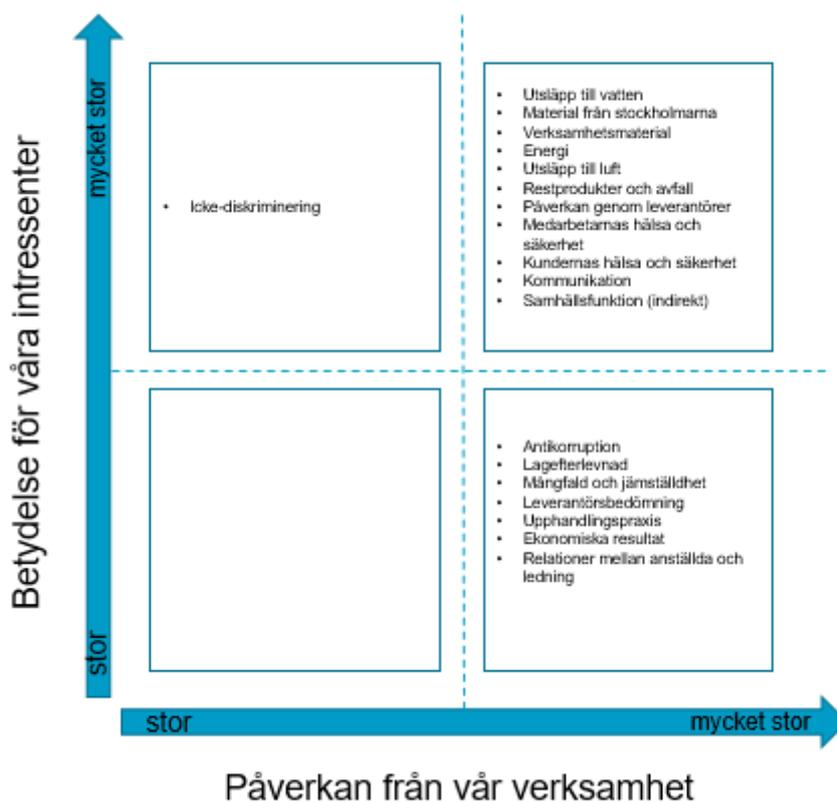 Betydelse för våra intressenter
mycket stor
stor
• Icke-diskriminering
• Utsläpp till vatten
• Material från stockholmarna
• Verksamhetsmaterial
• Energi
• Utsläpp till luft
• Restprodukter och avfall
• Påverkan genom leverantörer
• Medarbetarnas hälsa och
säkerhet
• Kundernas hälsa och säkerhet
• Kommunikation
• Samhällsfunktion (indirekt)
• Antikorruption
• Lagefterlevnad
• Mångfald och jämställdhet
• Leverantörsbedömning
• Upphandlingspraxis
• Ekonomiska resultat
• Relationer mellan anställda och
ledning
stor
mycket stor
Påverkan från vår verksamhet